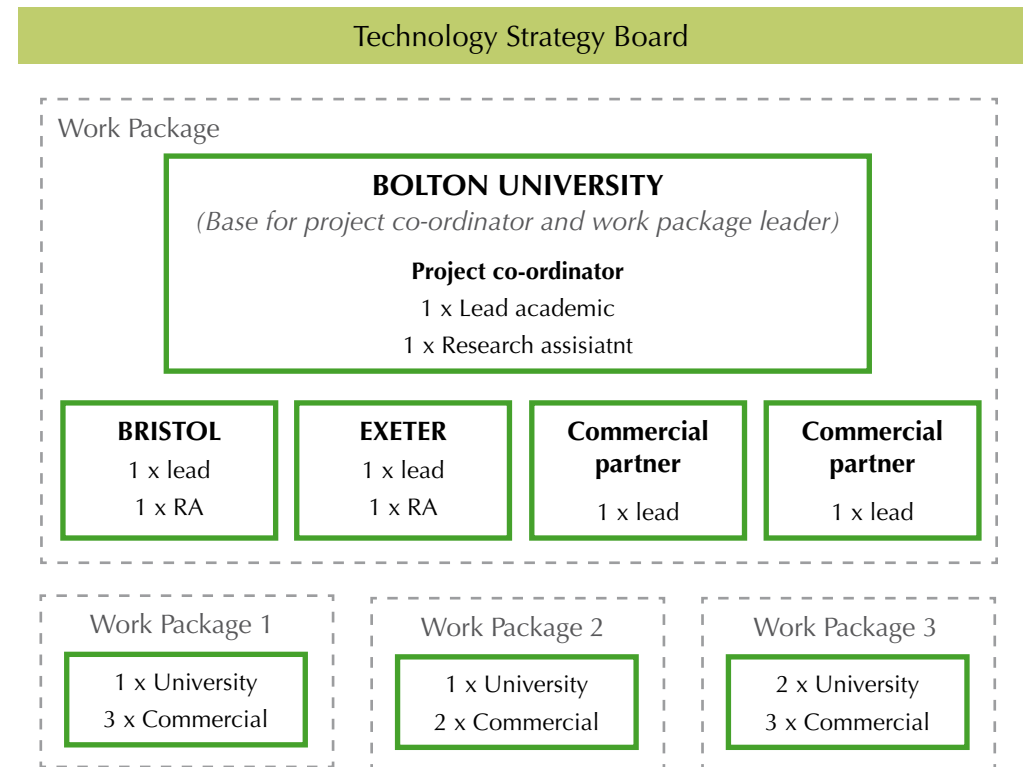 Technology Strategy Board
Work Package
BOLTON UNIVERSITY
(Base for project co-ordinator and work package leader)
Project co-ordinator
1 x Lead academic
1 x Research assisiatnt
BRISTOL
1 x lead
1 x RA
EXETER
1 x lead
1 x RA
Commercial
partner
1 x lead
Commercial
partner
1 x lead
Work Package 1
1 x University
3 x Commercial
Work Package 2
1 x University
2 x Commercial
Work Package 3
2 x University
3 x Commercial